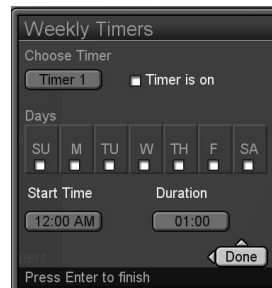 Weekly Timers
Choose Timer
Timer 1 Timer is on
Days
SU M TU W TH F SA
Start Time Duration
12:00 AM 01:00
Done
Press Enter to finish